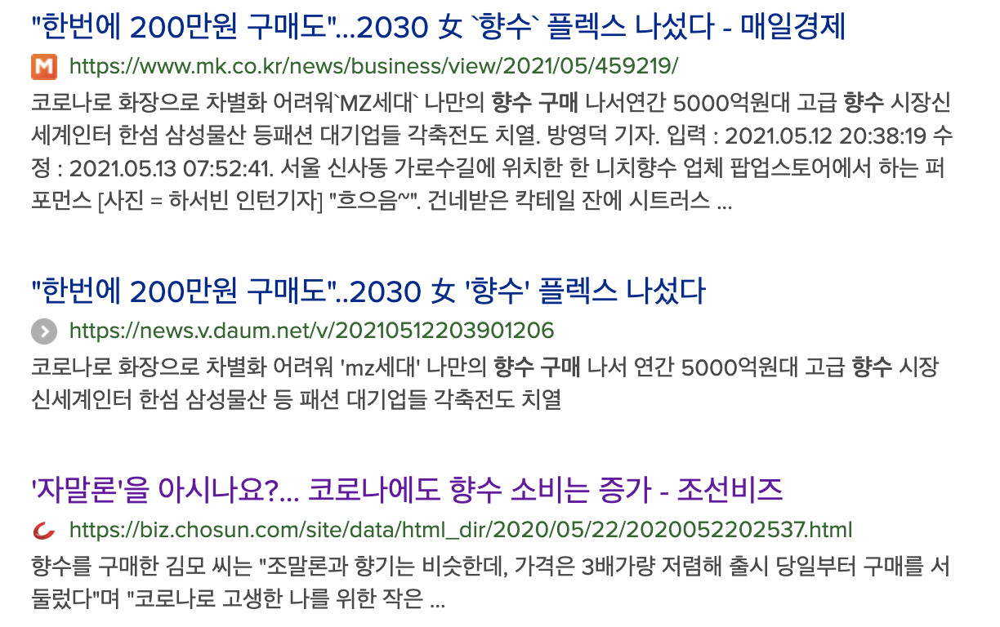 "한번에 200만원 구매도"...2030 女 `향수` 플렉스 나섰다 - 매일경제
https://www.mk.co.kr/news/business/view/2021/05/459219/
코로나로 화장으로 차별화 어려워`MZ세대` 나만의 향수 구매 나서연간 5000억원대 고급 향수 시장신
세계인터 한섬 삼성물산 등패션 대기업들 각축전도 치열. 방영덕 기자. 입력 : 2021.05.12 20:38:19 수
정 : 2021.05.13 07:52:41. 서울 신사동 가로수길에 위치한 한 니치향수 업체 팝업스토어에서 하는 퍼
포먼스 [사진 = 하서빈 인턴기자] "흐으음~". 건네받은 칵테일 잔에 시트러스 ...
"한번에 200만원 구매도"..2030 女 '향수' 플렉스 나섰다
https://news.v.daum.net/v/20210512203901206
코로나로 화장으로 차별화 어려워 'mz세대' 나만의 향수 구매 나서 연간 5000억원대 고급 향수 시장
신세계인터 한섬 삼성물산 등 패션 대기업들 각축전도 치열
'자말론'을 아시나요?... 코로나에도 향수 소비는 증가 - 조선비즈
https://biz.chosun.com/site/data/html_dir/2020/05/22/2020052202537.html
향수를 구매한 김모 씨는 "조말론과 향기는 비슷한데, 가격은 3배가량 저렴해 출시 당일부터 구매를 서
둘렀다"며 "코로나로 고생한 나를 위한 작은 ...